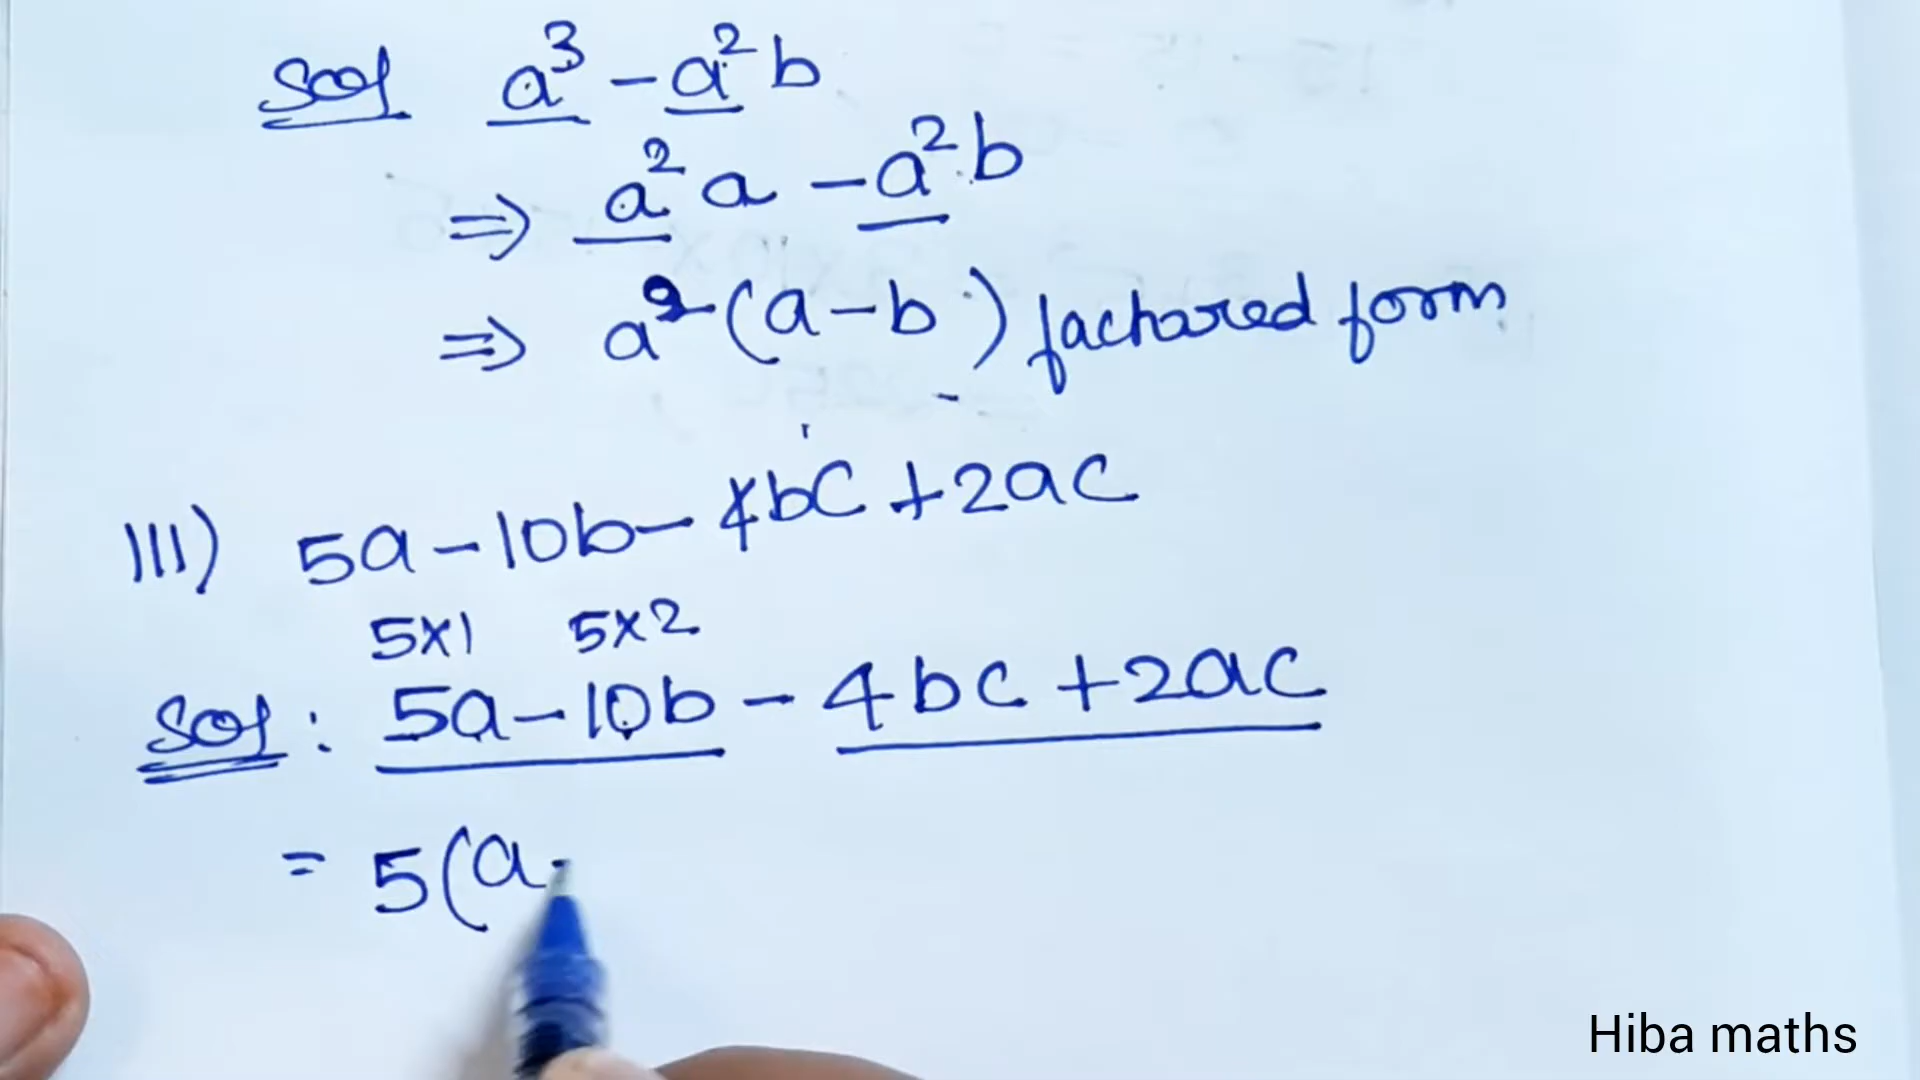 Sol a³ - a²b
⇒ a²a - a²b
⇒ a²(a-b) factored form
III) 5a - 10b - 4bc + 2ac
5×1 5×2
Sol: 5a - 10b - 4bc + 2ac
= 5(a-
Hiba maths